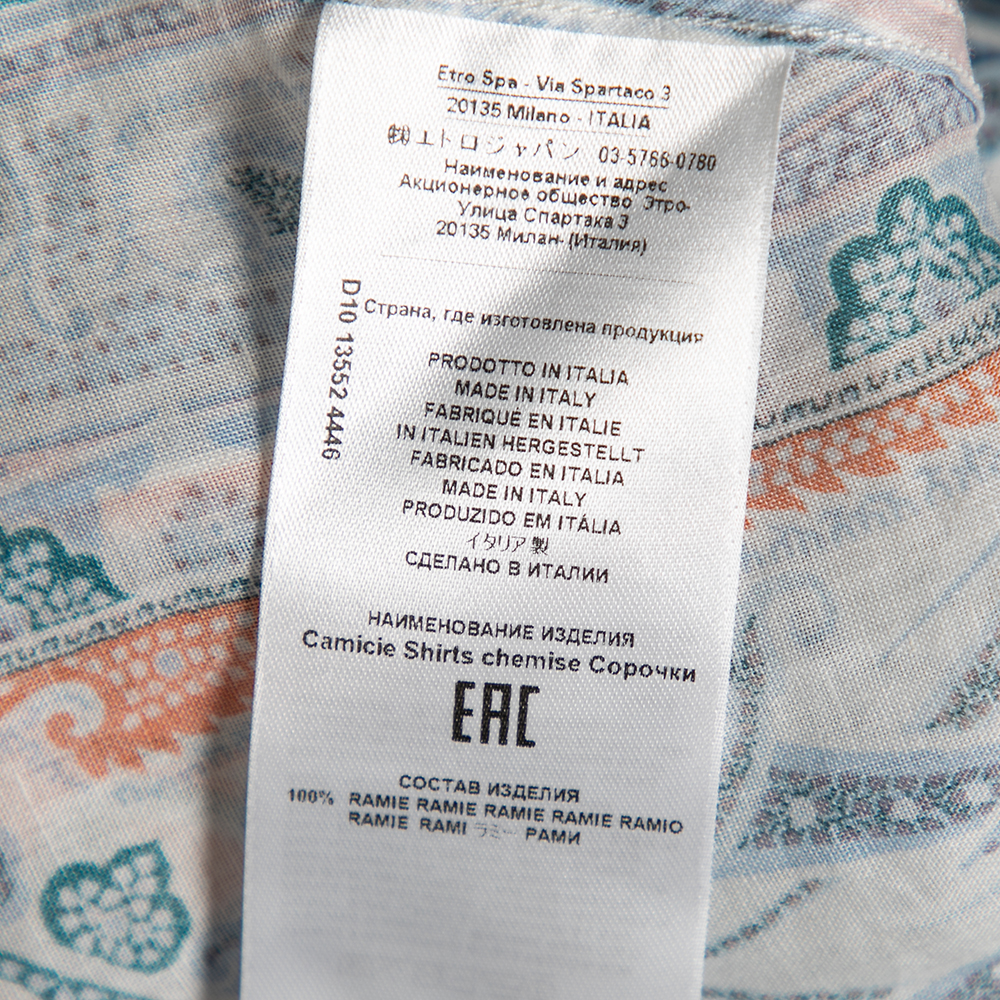 Etro Spa - Via Spartaco 3
20135 Milano - ITALIA
㈱エトロジャパン 03-5766-0780
Наименование и адрес
Акционерное общество Этро-
Улица Спартака 3
20135 Милан- (Италия)
D10 13552 4446
Страна, где изготовлена продукция
PRODOTTO IN ITALIA
MADE IN ITALY
FABRIQUÉ EN ITALIE
IN ITALIEN HERGESTELLT
FABRICADO EN ITALIA
MADE IN ITALY
PRODUZIDO EM ITÁLIA
イタリア製
СДЕЛАНО В ИТАЛИИ
НАИМЕНОВАНИЕ ИЗДЕЛИЯ
Camicie Shirts chemise Сорочки
EAC
СОСТАВ ИЗДЕЛИЯ
100% RAMIE RAMIE RAMIE RAMIE RAMIO
RAMIE RAMI ラミー РАМИ